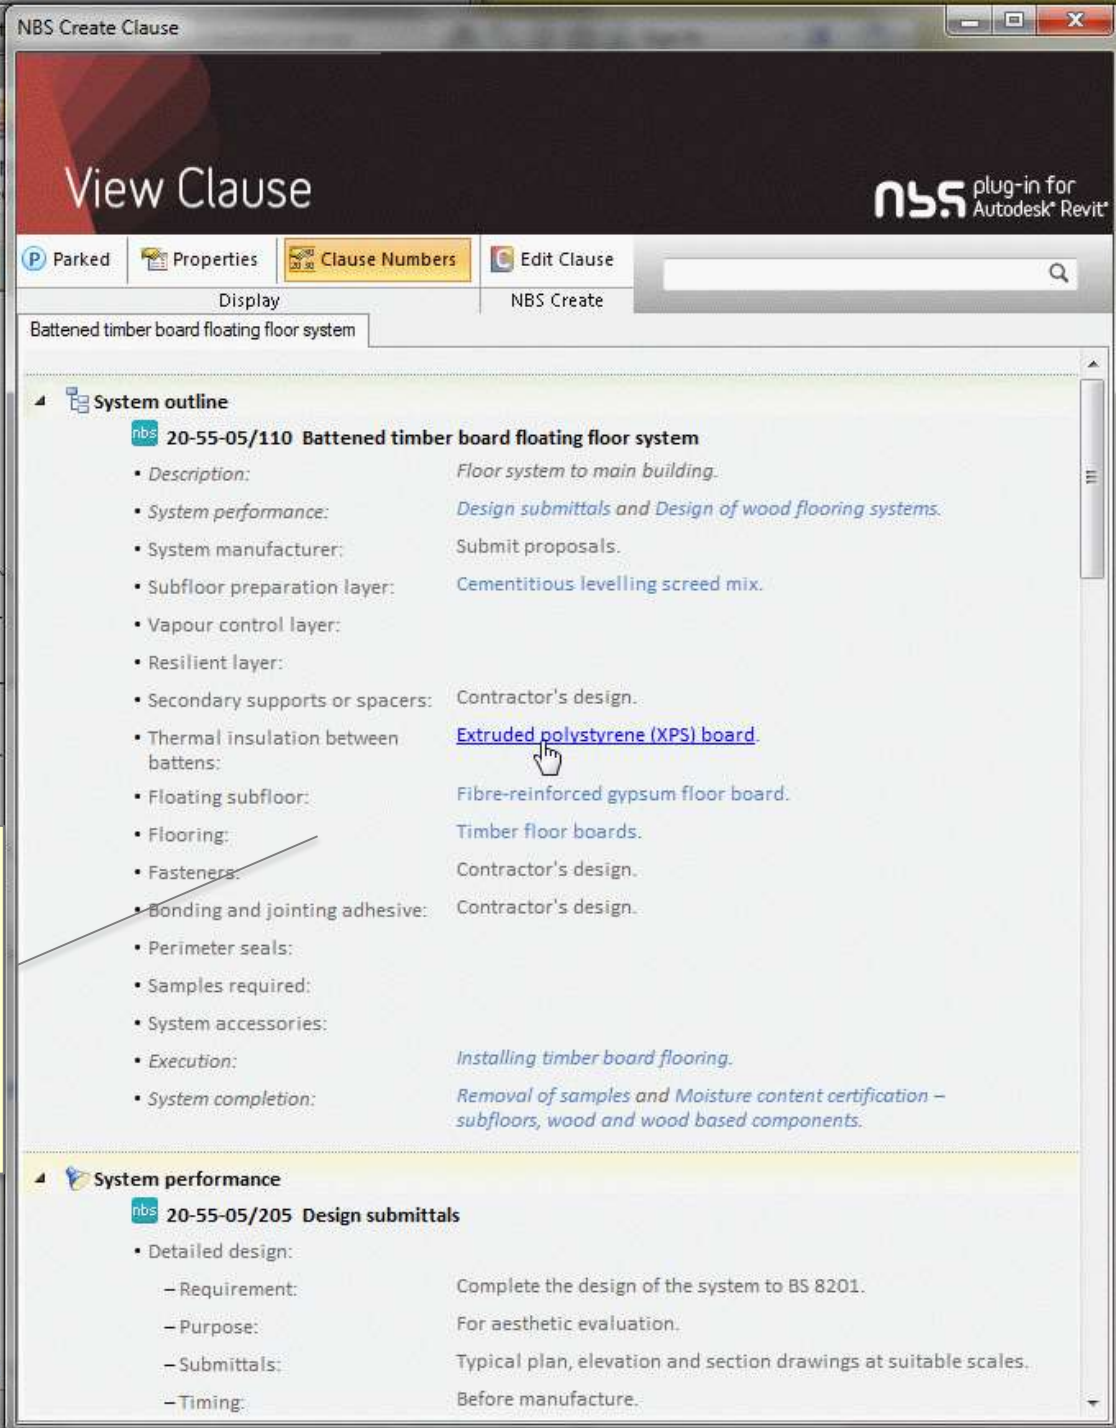 NBS Create Clause
View Clause
nbs plug-in for
Autodesk® Revit®
Parked Properties Clause Numbers Edit Clause
Display NBS Create
Battened timber board floating floor system
System outline
nbs 20-55-05/110 Battened timber board floating floor system
• Description: Floor system to main building.
• System performance: Design submittals and Design of wood flooring systems.
• System manufacturer: Submit proposals.
• Subfloor preparation layer: Cementitious levelling screed mix.
• Vapour control layer:
• Resilient layer:
• Secondary supports or spacers: Contractor's design.
• Thermal insulation between Extruded polystyrene (XPS) board.
battens:
• Floating subfloor: Fibre-reinforced gypsum floor board.
• Flooring: Timber floor boards.
• Fasteners: Contractor's design.
• Bonding and jointing adhesive: Contractor's design.
• Perimeter seals:
• Samples required:
• System accessories:
• Execution: Installing timber board flooring.
• System completion: Removal of samples and Moisture content certification –
subfloors, wood and wood based components.
System performance
nbs 20-55-05/205 Design submittals
• Detailed design:
– Requirement: Complete the design of the system to BS 8201.
– Purpose: For aesthetic evaluation.
– Submittals: Typical plan, elevation and section drawings at suitable scales.
– Timing: Before manufacture.